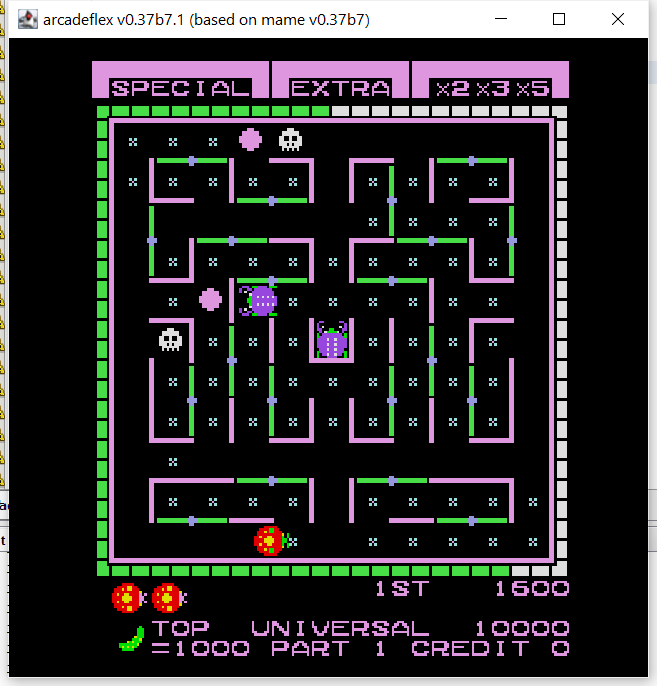 arcadeflex v0.37b7.1 (based on mame v0.37b7)
SPECIAL EXTRA ×2 ×3 ×5
1ST 1600
TOP UNIVERSAL 10000
=1000 PART 1 CREDIT 0